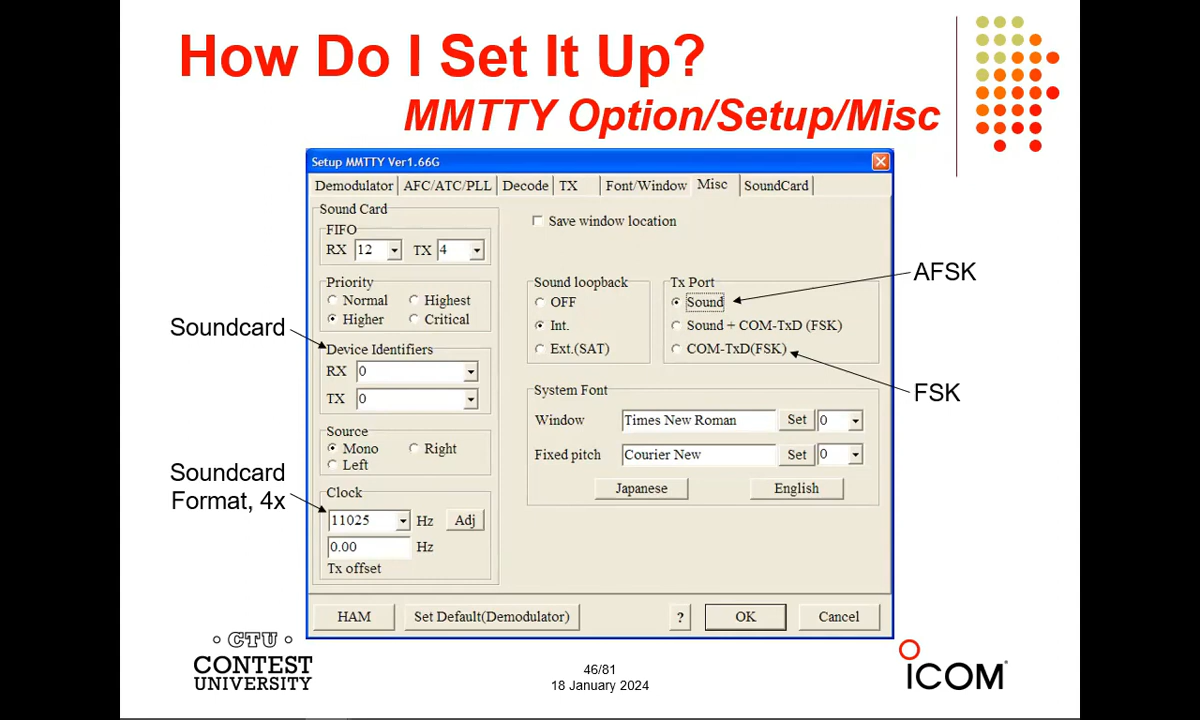 How Do I Set It Up?
MMTTY Option/Setup/Misc
Setup MMTTY Ver1.66G
Demodulator AFC/ATC/PLL Decode TX Font/Window Misc SoundCard
Sound Card
FIFO
RX 12 TX 4
Priority
Normal Highest
Higher Critical
Device Identifiers
RX 0
TX 0
Source
Mono Right
Left
Clock
11025 Hz Adj
0.00 Hz
Tx offset
Save window location
Sound loopback
OFF
Int.
Ext.(SAT)
Tx Port
Sound
Sound + COM-TxD (FSK)
COM-TxD(FSK)
System Font
Window Times New Roman Set 0
Fixed pitch Courier New Set 0
Japanese English
HAM Set Default(Demodulator) ? OK Cancel
Soundcard
Soundcard
Format, 4x
AFSK
FSK
CTU
CONTEST
UNIVERSITY
46/81
18 January 2024
ICOM